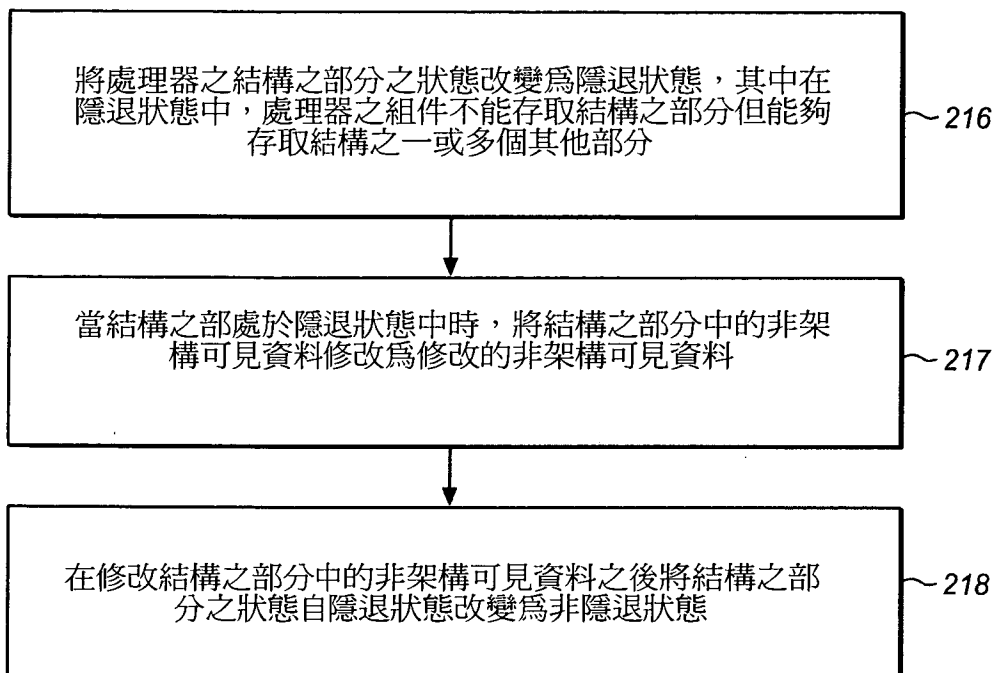 將處理器之結構之部分之狀態改變爲隱退狀態，其中在
隱退狀態中，處理器之組件不能存取結構之部分但能夠
存取結構之一或多個其他部分
216
當結構之部處於隱退狀態中時，將結構之部分中的非架
構可見資料修改爲修改的非架構可見資料
217
在修改結構之部分中的非架構可見資料之後將結構之部
分之狀態自隱退狀態改變爲非隱退狀態
218